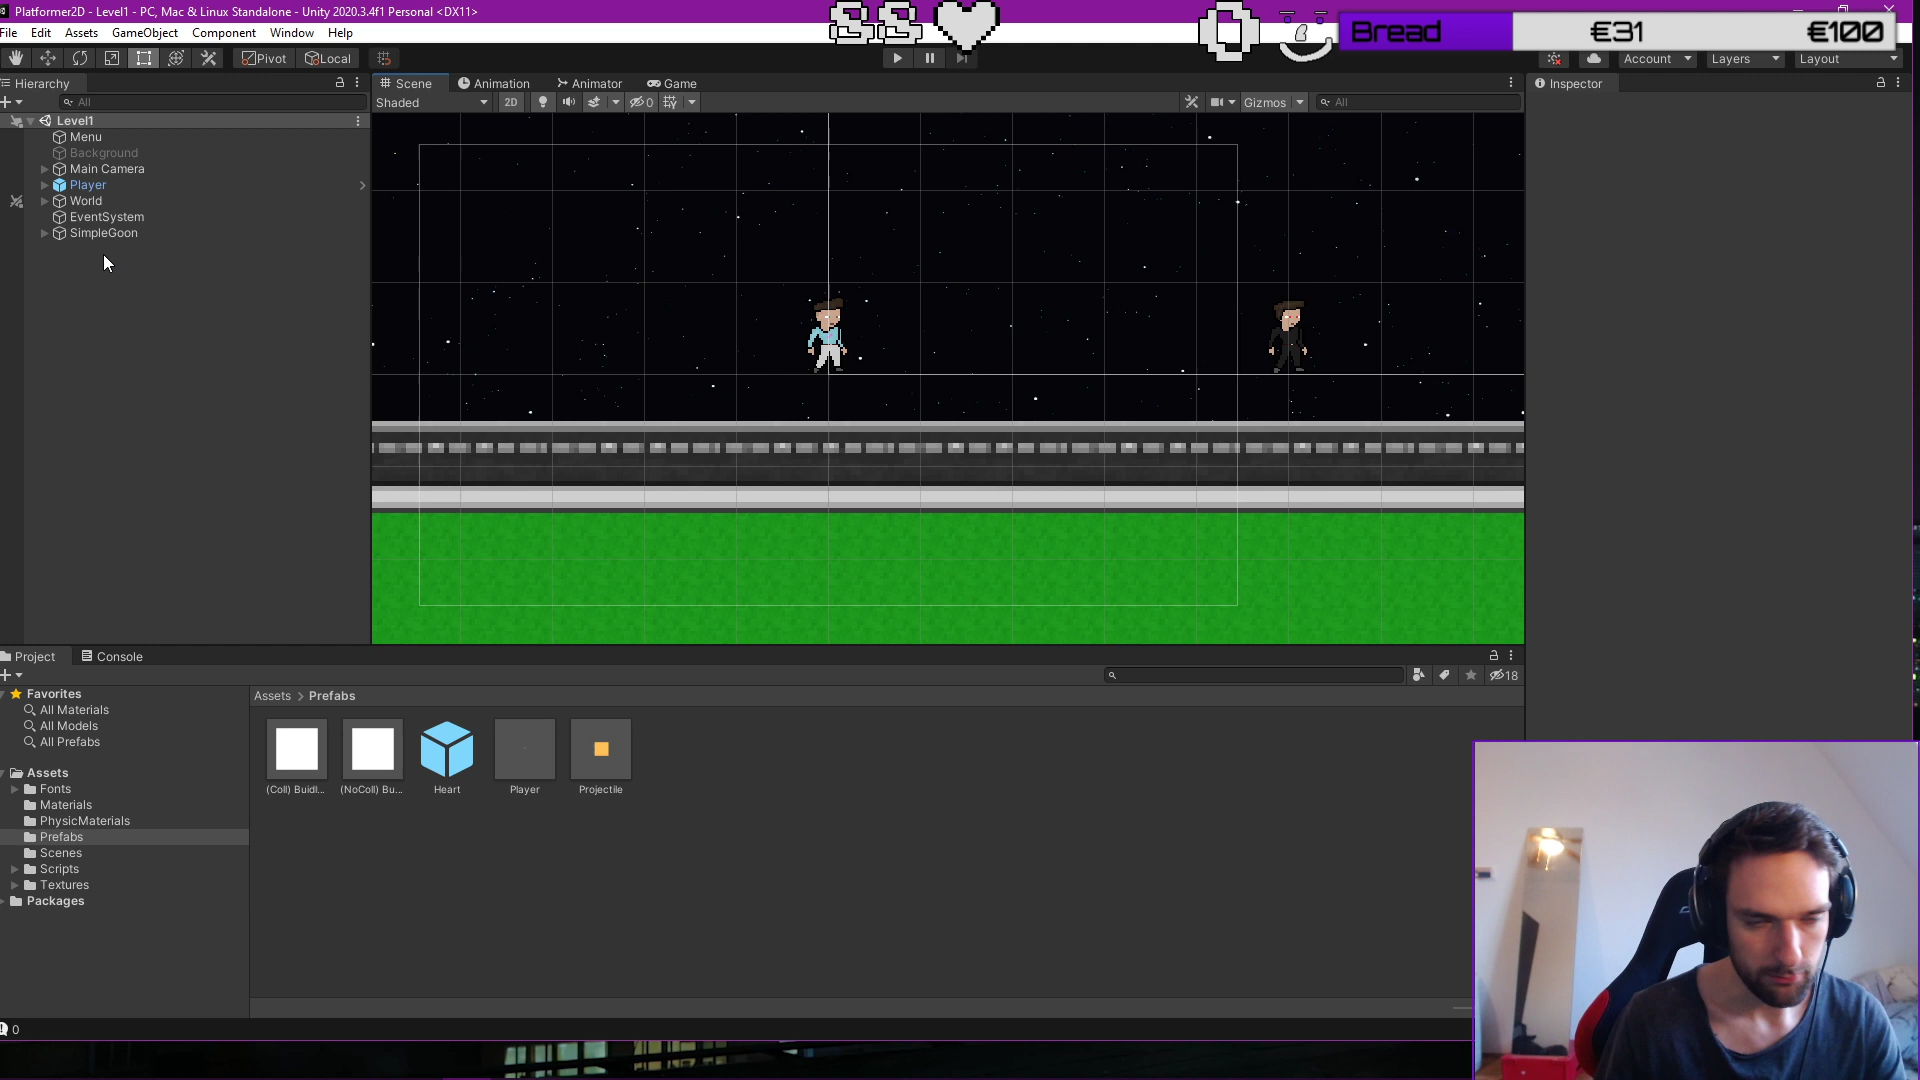 Platformer2D - Level1 - PC, Mac & Linux Standalone - Unity 2020.3.4f1 Personal <DX11>
File Edit Assets GameObject Component Window Help
Bread €31 €100
Pivot Local
Account Layers Layout
Hierarchy
Scene Animation Animator Game
Inspector
All
Shaded 2D 0 Gizmos All
Level1
Menu
Background
Main Camera
Player
World
EventSystem
SimpleGoon
Project Console
18
Favorites
All Materials
All Models
All Prefabs
Assets
Fonts
Materials
PhysicMaterials
Prefabs
Scenes
Scripts
Textures
Packages
Assets > Prefabs
(Coll) Buidl... (NoColl) Bu... Heart Player Projectile
0